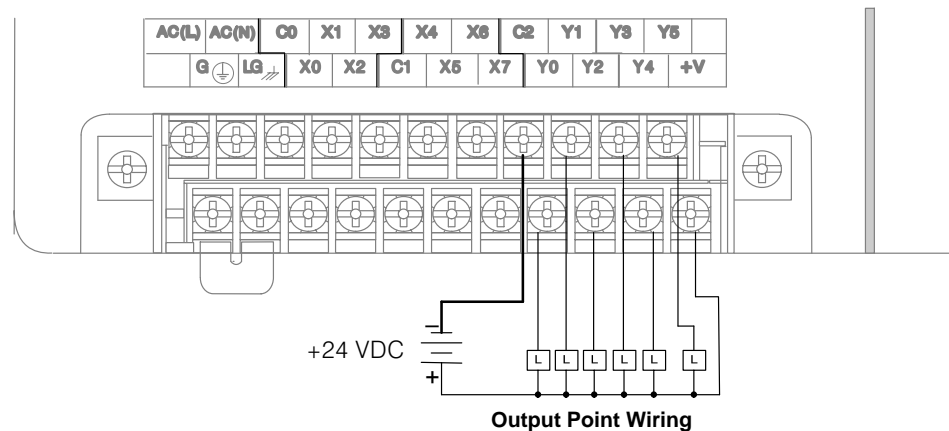 AC(L) AC(N) C0 X1 X3 X4 X6 C2 Y1 Y3 Y5
G LG X0 X2 C1 X5 X7 Y0 Y2 Y4 +V
+24 VDC
−
+
L L L L L L
Output Point Wiring